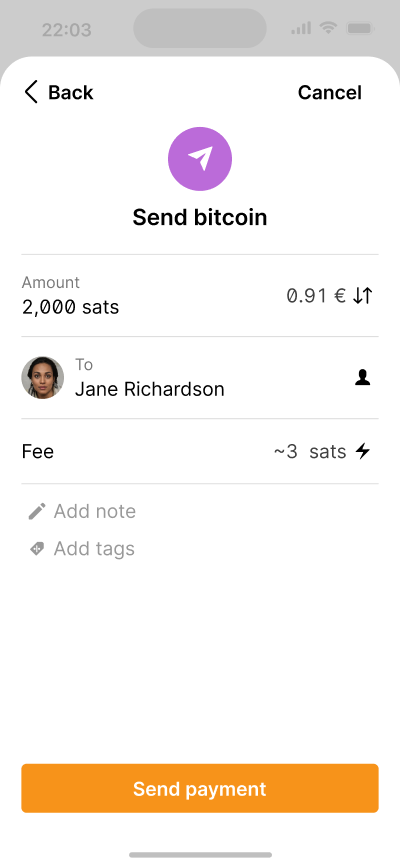 22:03
Back
Cancel
Send bitcoin
Amount
2,000 sats
0.91 €
To
Jane Richardson
Fee
~3 sats
Add note
Add tags
Send payment